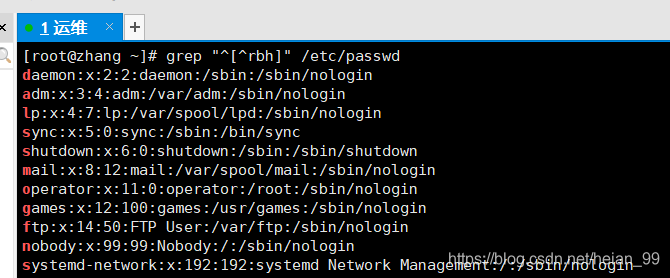 1 运维
[root@zhang ~]# grep "^[^rbh]" /etc/passwd
daemon:x:2:2:daemon:/sbin:/sbin/nologin
adm:x:3:4:adm:/var/adm:/sbin/nologin
lp:x:4:7:lp:/var/spool/lpd:/sbin/nologin
sync:x:5:0:sync:/sbin:/bin/sync
shutdown:x:6:0:shutdown:/sbin:/sbin/shutdown
mail:x:8:12:mail:/var/spool/mail:/sbin/nologin
operator:x:11:0:operator:/root:/sbin/nologin
games:x:12:100:games:/usr/games:/sbin/nologin
ftp:x:14:50:FTP User:/var/ftp:/sbin/nologin
nobody:x:99:99:Nobody:/:/sbin/nologin
systemd-network:x:192:192:systemd Network Management:/:/sbin/nologin
https://blog.csdn.net/heian_99